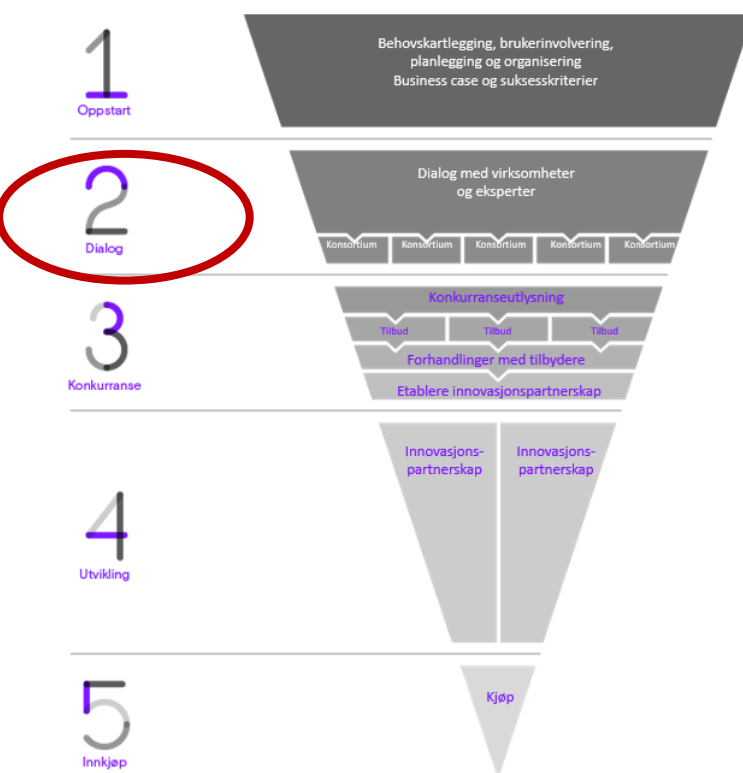 1
Oppstart
Behovskartlegging, brukerinvolvering,
planlegging og organisering
Business case og suksesskriterier
2
Dialog
Dialog med virksomheter
og eksperter
Konsortium Konsortium Konsortium Konsortium Konsortium
3
Konkurranse
Konkurranseutlysning
Tilbud Tilbud Tilbud
Forhandlinger med tilbydere
Etablere innovasjonspartnerskap
4
Utvikling
Innovasjons-
partnerskap
Innovasjons-
partnerskap
5
Innkjøp
Kjøp